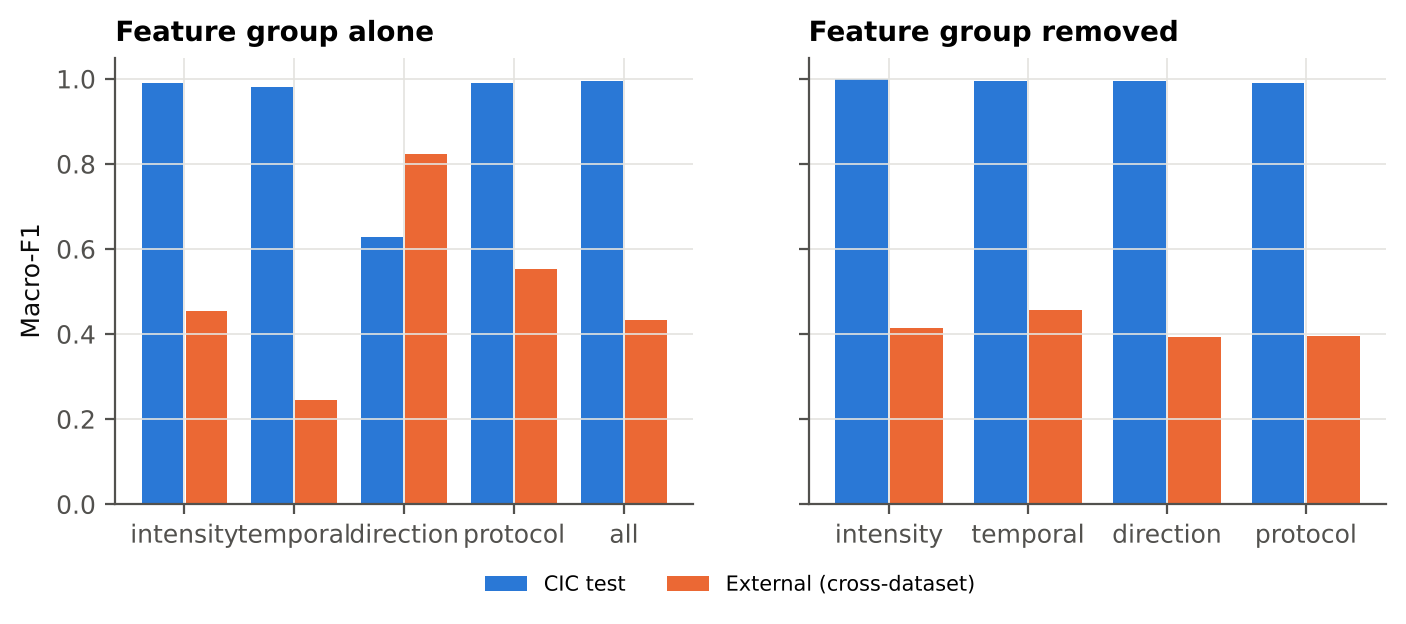 Feature group alone
Feature group removed
Macro-F1
1.0
0.8
0.6
0.4
0.2
0.0
intensity temporal direction protocol all
intensity temporal direction protocol
CIC test External (cross-dataset)